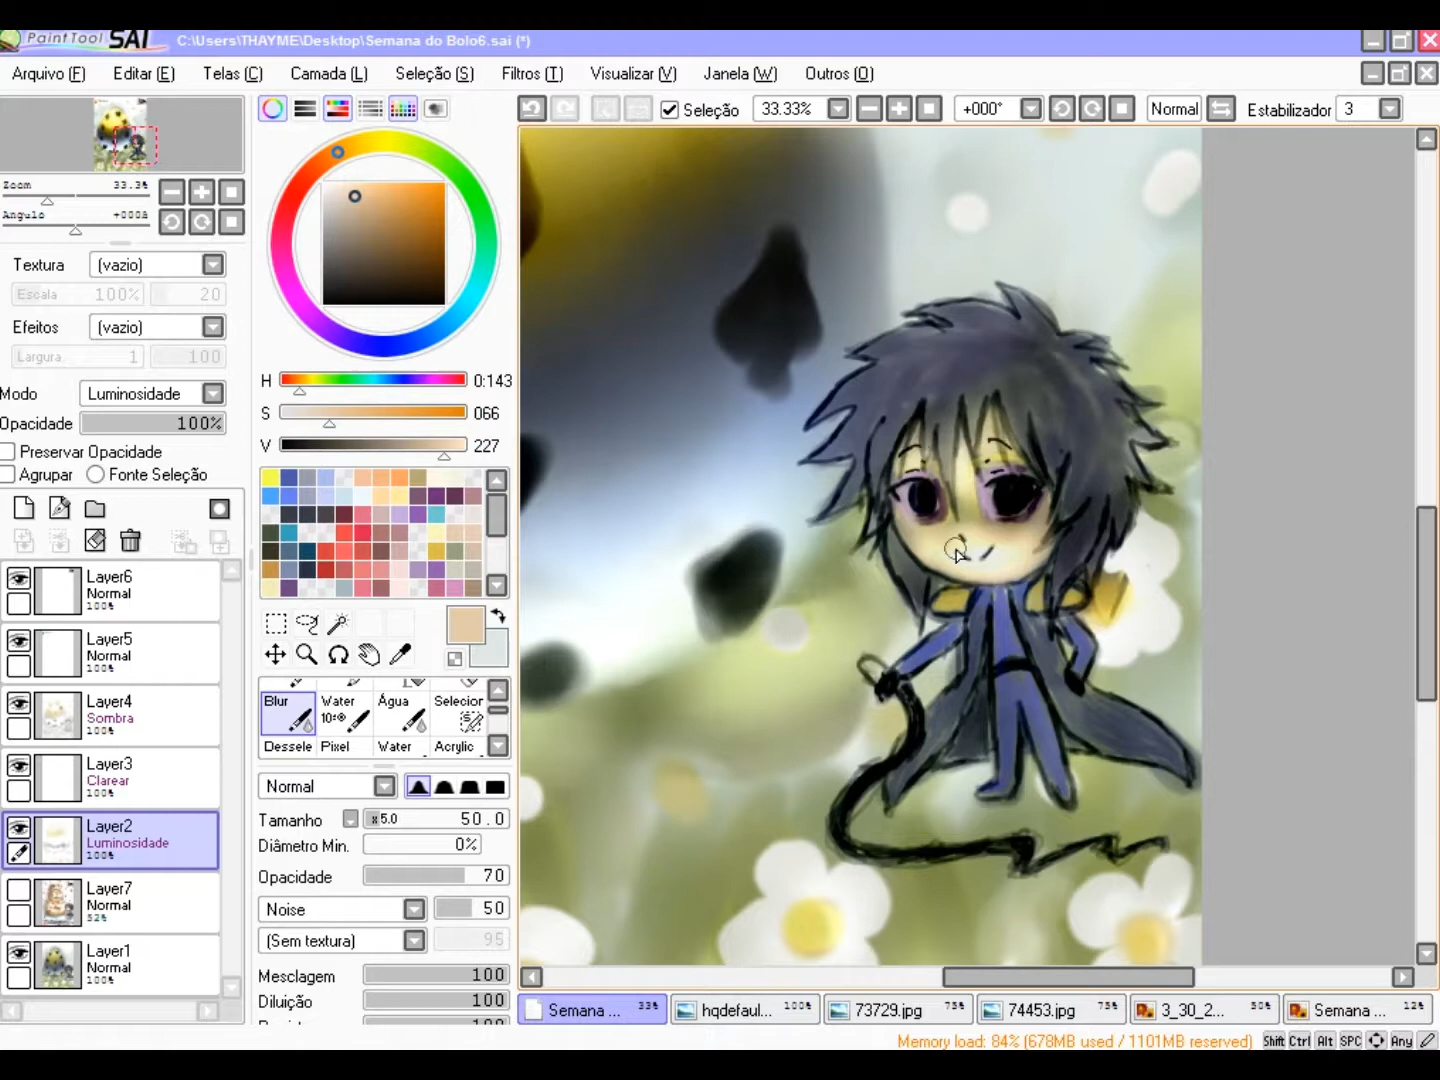 PaintTool SAI C:\Users\THAYME\Desktop\Semana do Bolo6.sai (*)
Arquivo (F) Editar (E) Telas (C) Camada (L) Seleção (S) Filtros (T) Visualizar (V) Janela (W) Outros (O)
Seleção 33.33% +000° Normal Estabilizador 3
Zoom 33.3%
Angulo +000Â
Textura (vazio)
Escala 100% 20
Efeitos (vazio)
Largura 1 100
Modo Luminosidade
Opacidade 100%
Preservar Opacidade
Agrupar Fonte Seleção
Layer6
Normal
100%
Layer5
Normal
100%
Layer4
Sombra
100%
Layer3
Clarear
100%
Layer2
Luminosidade
100%
Layer7
Normal
52%
Layer1
Normal
100%
H 0:143
S 066
V 227
Blur Water Água Selecior
10%
Dessele Pixel Water Acrylic
Normal
Tamanho x 5.0 50.0
Diâmetro Min. 0%
Opacidade 70
Noise 50
(Sem textura) 95
Mesclagem 100
Diluição 100
Semana ... 33% hqdefaul... 100% 73729.jpg 75% 74453.jpg 75% 3_30_2... 50% Semana ... 12%
Memory load: 84% (678MB used / 1101MB reserved) Shift Ctrl Alt SPC Any